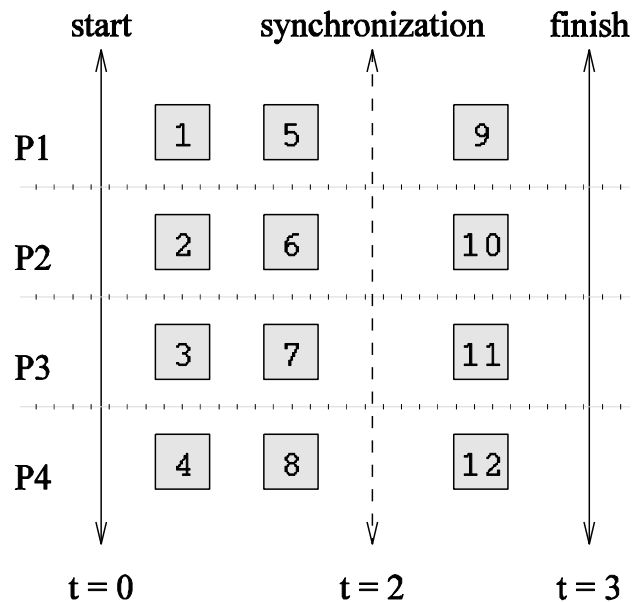 start synchronization finish
P1 1 5 9
P2 2 6 10
P3 3 7 11
P4 4 8 12
t = 0 t = 2 t = 3